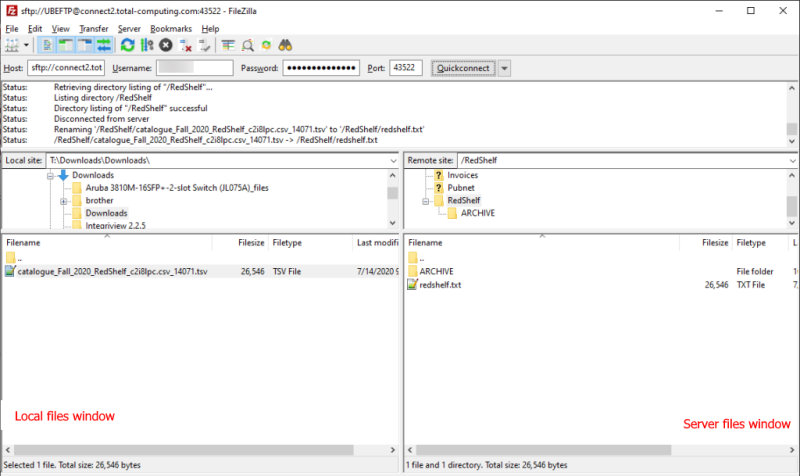 sftp://UBEFTP@connect2.total-computing.com:43522 - FileZilla
File Edit View Transfer Server Bookmarks Help
Host: sftp://connect2.tot Username: Password: ●●●●●●●●●●●●●● Port: 43522 Quickconnect
Status: Retrieving directory listing of "/RedShelf"...
Status: Listing directory /RedShelf
Status: Directory listing of "/RedShelf" successful
Status: Disconnected from server
Status: Renaming '/RedShelf/catalogue_Fall_2020_RedShelf_c2i8lpc.csv_14071.tsv' to '/RedShelf/redshelf.txt'
Status: /RedShelf/catalogue_Fall_2020_RedShelf_c2i8lpc.csv_14071.tsv -> /RedShelf/redshelf.txt
Local site: T:\Downloads\Downloads\
Downloads
Aruba 3810M-16SFP+-2-slot Switch (JL075A)_files
brother
Downloads
Integriview 2.2.5
Remote site: /RedShelf
? Invoices
? Pubnet
RedShelf
ARCHIVE
Filename Filesize Filetype Last modifi
..
catalogue_Fall_2020_RedShelf_c2i8lpc.csv_14071.tsv 26,546 TSV File 7/14/2020 9
Filename Filesize Filetype L
..
ARCHIVE File folder 10
redshelf.txt 26,546 TXT File 7/
Local files window
Server files window
Selected 1 file. Total size: 26,546 bytes
1 file and 1 directory. Total size: 26,546 bytes